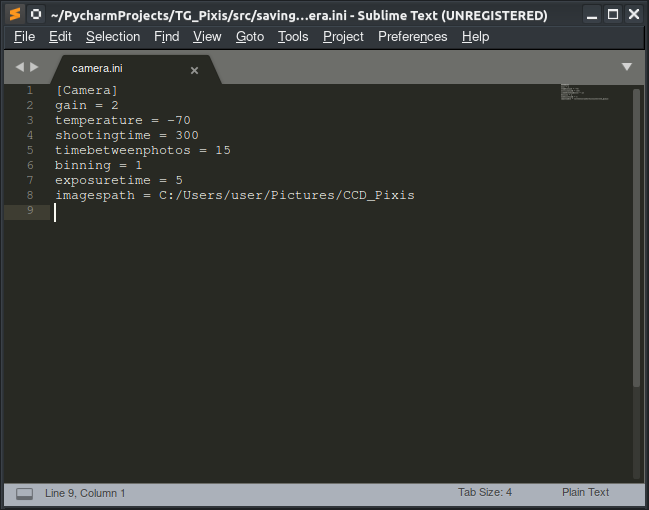 ~/PycharmProjects/TG_Pixis/src/saving...era.ini - Sublime Text (UNREGISTERED)
File Edit Selection Find View Goto Tools Project Preferences Help
camera.ini
1 [Camera]
2 gain = 2
3 temperature = -70
4 shootingtime = 300
5 timebetweenphotos = 15
6 binning = 1
7 exposuretime = 5
8 imagespath = C:/Users/user/Pictures/CCD_Pixis
9
Line 9, Column 1 Tab Size: 4 Plain Text